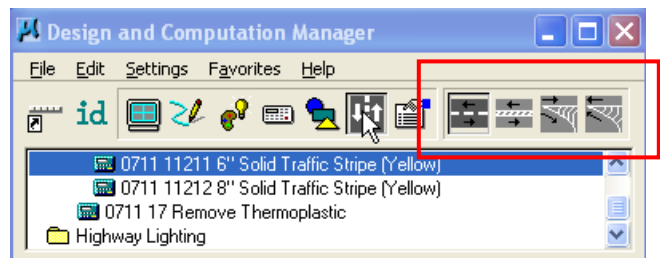 Design and Computation Manager
File Edit Settings Favorites Help
id
0711 11211 6" Solid Traffic Stripe (Yellow)
0711 11212 8" Solid Traffic Stripe (Yellow)
0711 17 Remove Thermoplastic
Highway Lighting